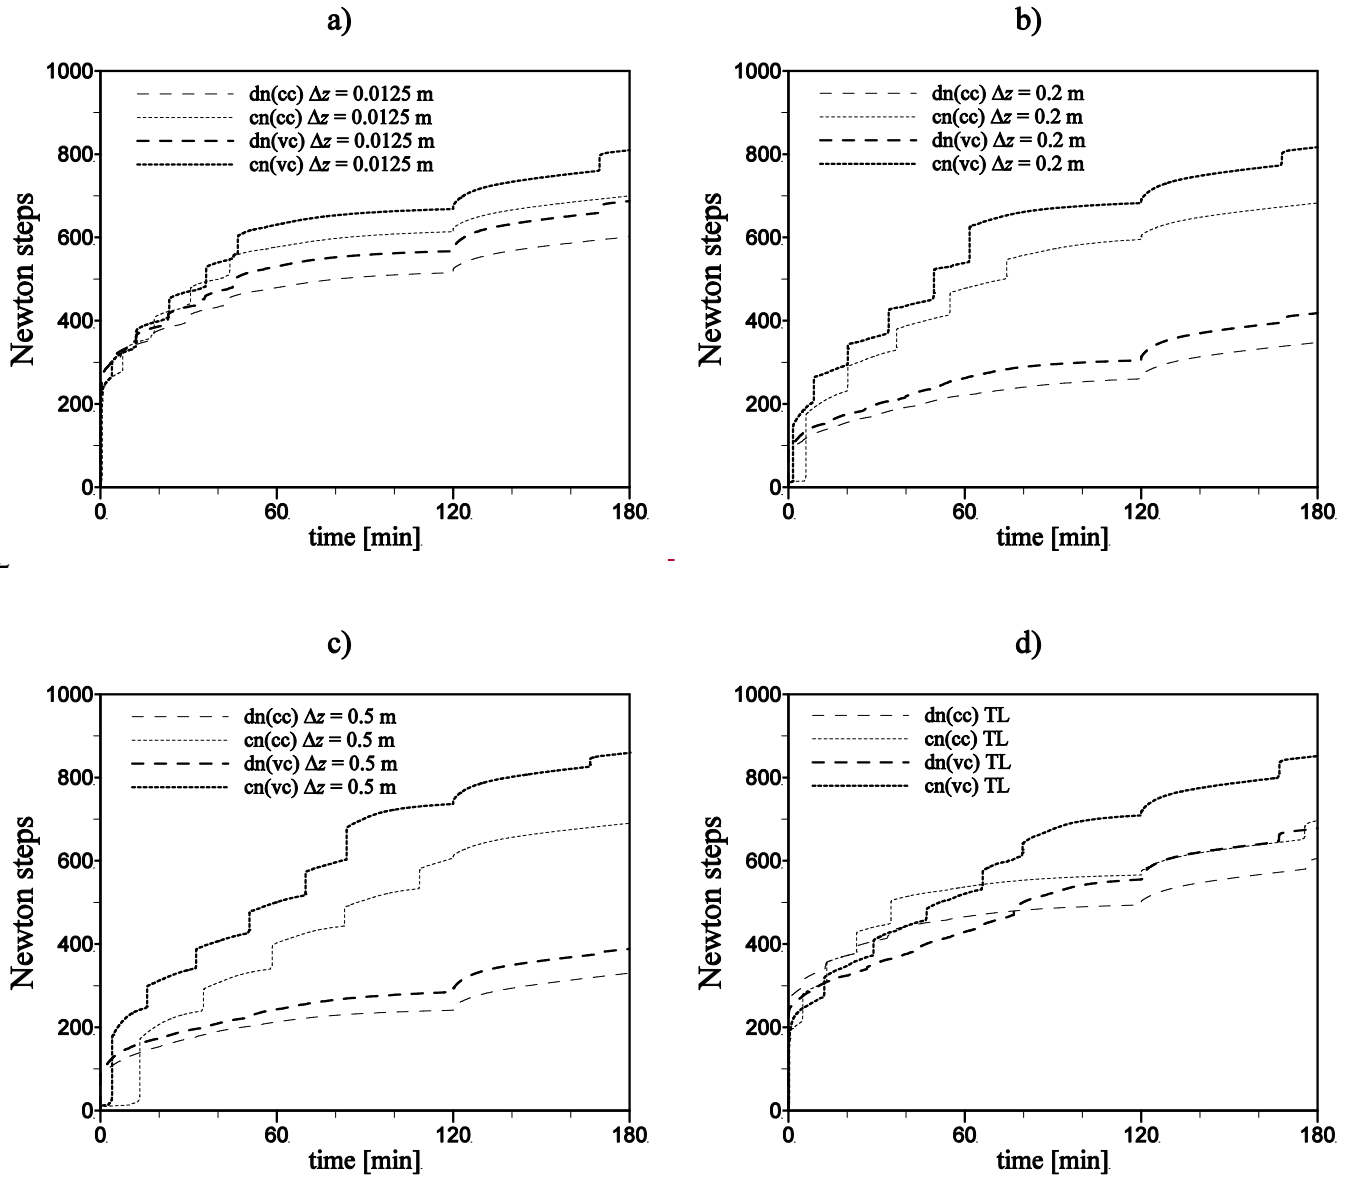 a)
1000
800
600
400
200
0
Newton steps
dn(cc) Δz = 0.0125 m
cn(cc) Δz = 0.0125 m
dn(vc) Δz = 0.0125 m
cn(vc) Δz = 0.0125 m
0.
60.
120.
180.
time [min].
b)
1000
800
600
400
200
0
Newton steps
dn(cc) Δz = 0.2 m
cn(cc) Δz = 0.2 m
dn(vc) Δz = 0.2 m
cn(vc) Δz = 0.2 m
0.
60.
120.
180.
time [min].
c)
1000
800
600
400
200
0
Newton steps
dn(cc) Δz = 0.5 m
cn(cc) Δz = 0.5 m
dn(vc) Δz = 0.5 m
cn(vc) Δz = 0.5 m
0.
60.
120.
180.
time [min].
d)
1000
800
600
400
200
0
Newton steps
dn(cc) TL
cn(cc) TL
dn(vc) TL
cn(vc) TL
0.
60.
120.
180.
time [min].